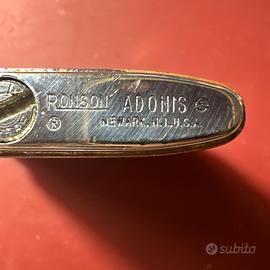 RONSON ADONIS
® NEWARK, N.J., U.S.A.
subito